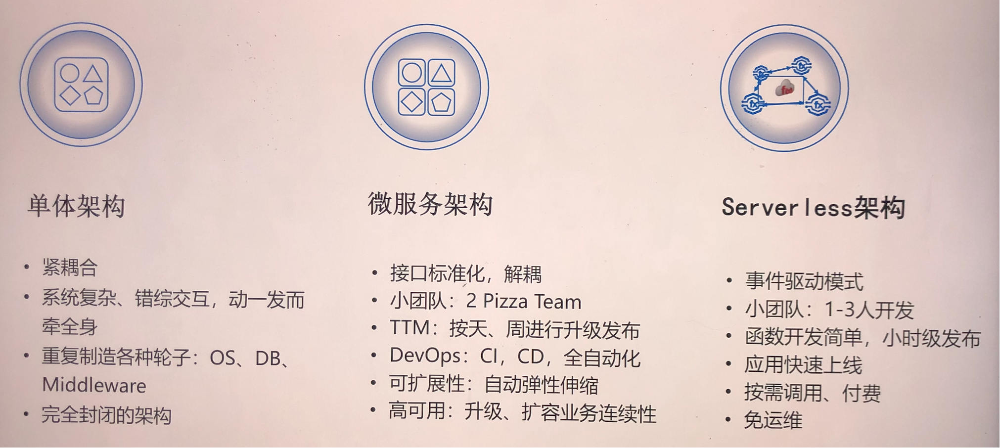 单体架构
• 紧耦合
• 系统复杂、错综交互，动一发而
牵全身
• 重复制造各种轮子：OS、DB、
Middleware
• 完全封闭的架构
微服务架构
• 接口标准化，解耦
• 小团队：2 Pizza Team
• TTM：按天、周进行升级发布
• DevOps：CI，CD，全自动化
• 可扩展性：自动弹性伸缩
• 高可用：升级、扩容业务连续性
fx
fx
fx
fx
Serverless架构
• 事件驱动模式
• 小团队：1-3人开发
• 函数开发简单，小时级发布
• 应用快速上线
• 按需调用、付费
• 免运维